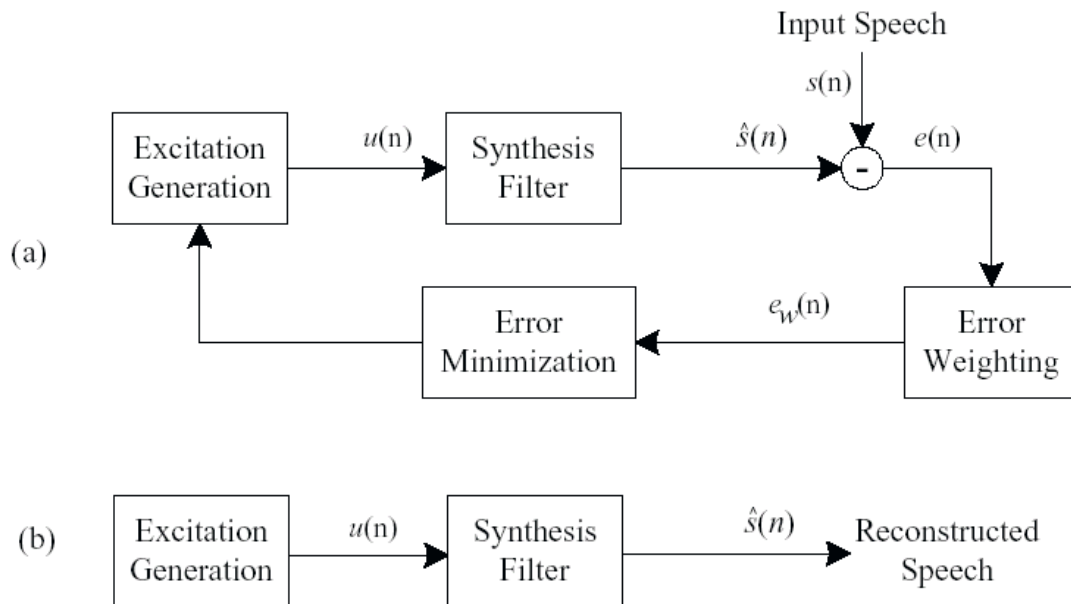 Input Speech
s(n)
Excitation
Generation
u(n)
Synthesis
Filter
ŝ(n)
-
e(n)
(a)
Error
Minimization
e_w(n)
Error
Weighting
(b)
Excitation
Generation
u(n)
Synthesis
Filter
ŝ(n)
Reconstructed
Speech